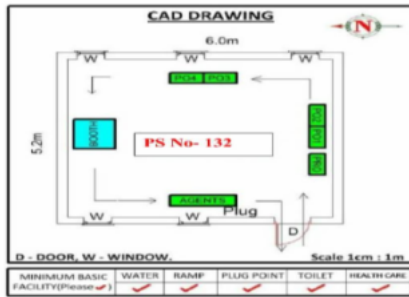 CAD DRAWING
N
6.0m
W W W
PO4 PO3
5.2m
BOOTH
PS No- 132
PO2
PO1
PRO
AGENTS
Plug
W W
D
D - DOOR, W - WINDOW. Scale 1cm : 1m
MINIMUM BASIC FACILITY(Please ✓) WATER RAMP PLUG POINT TOILET HEALTH CARE
✓ ✓ ✓ ✓ ✓